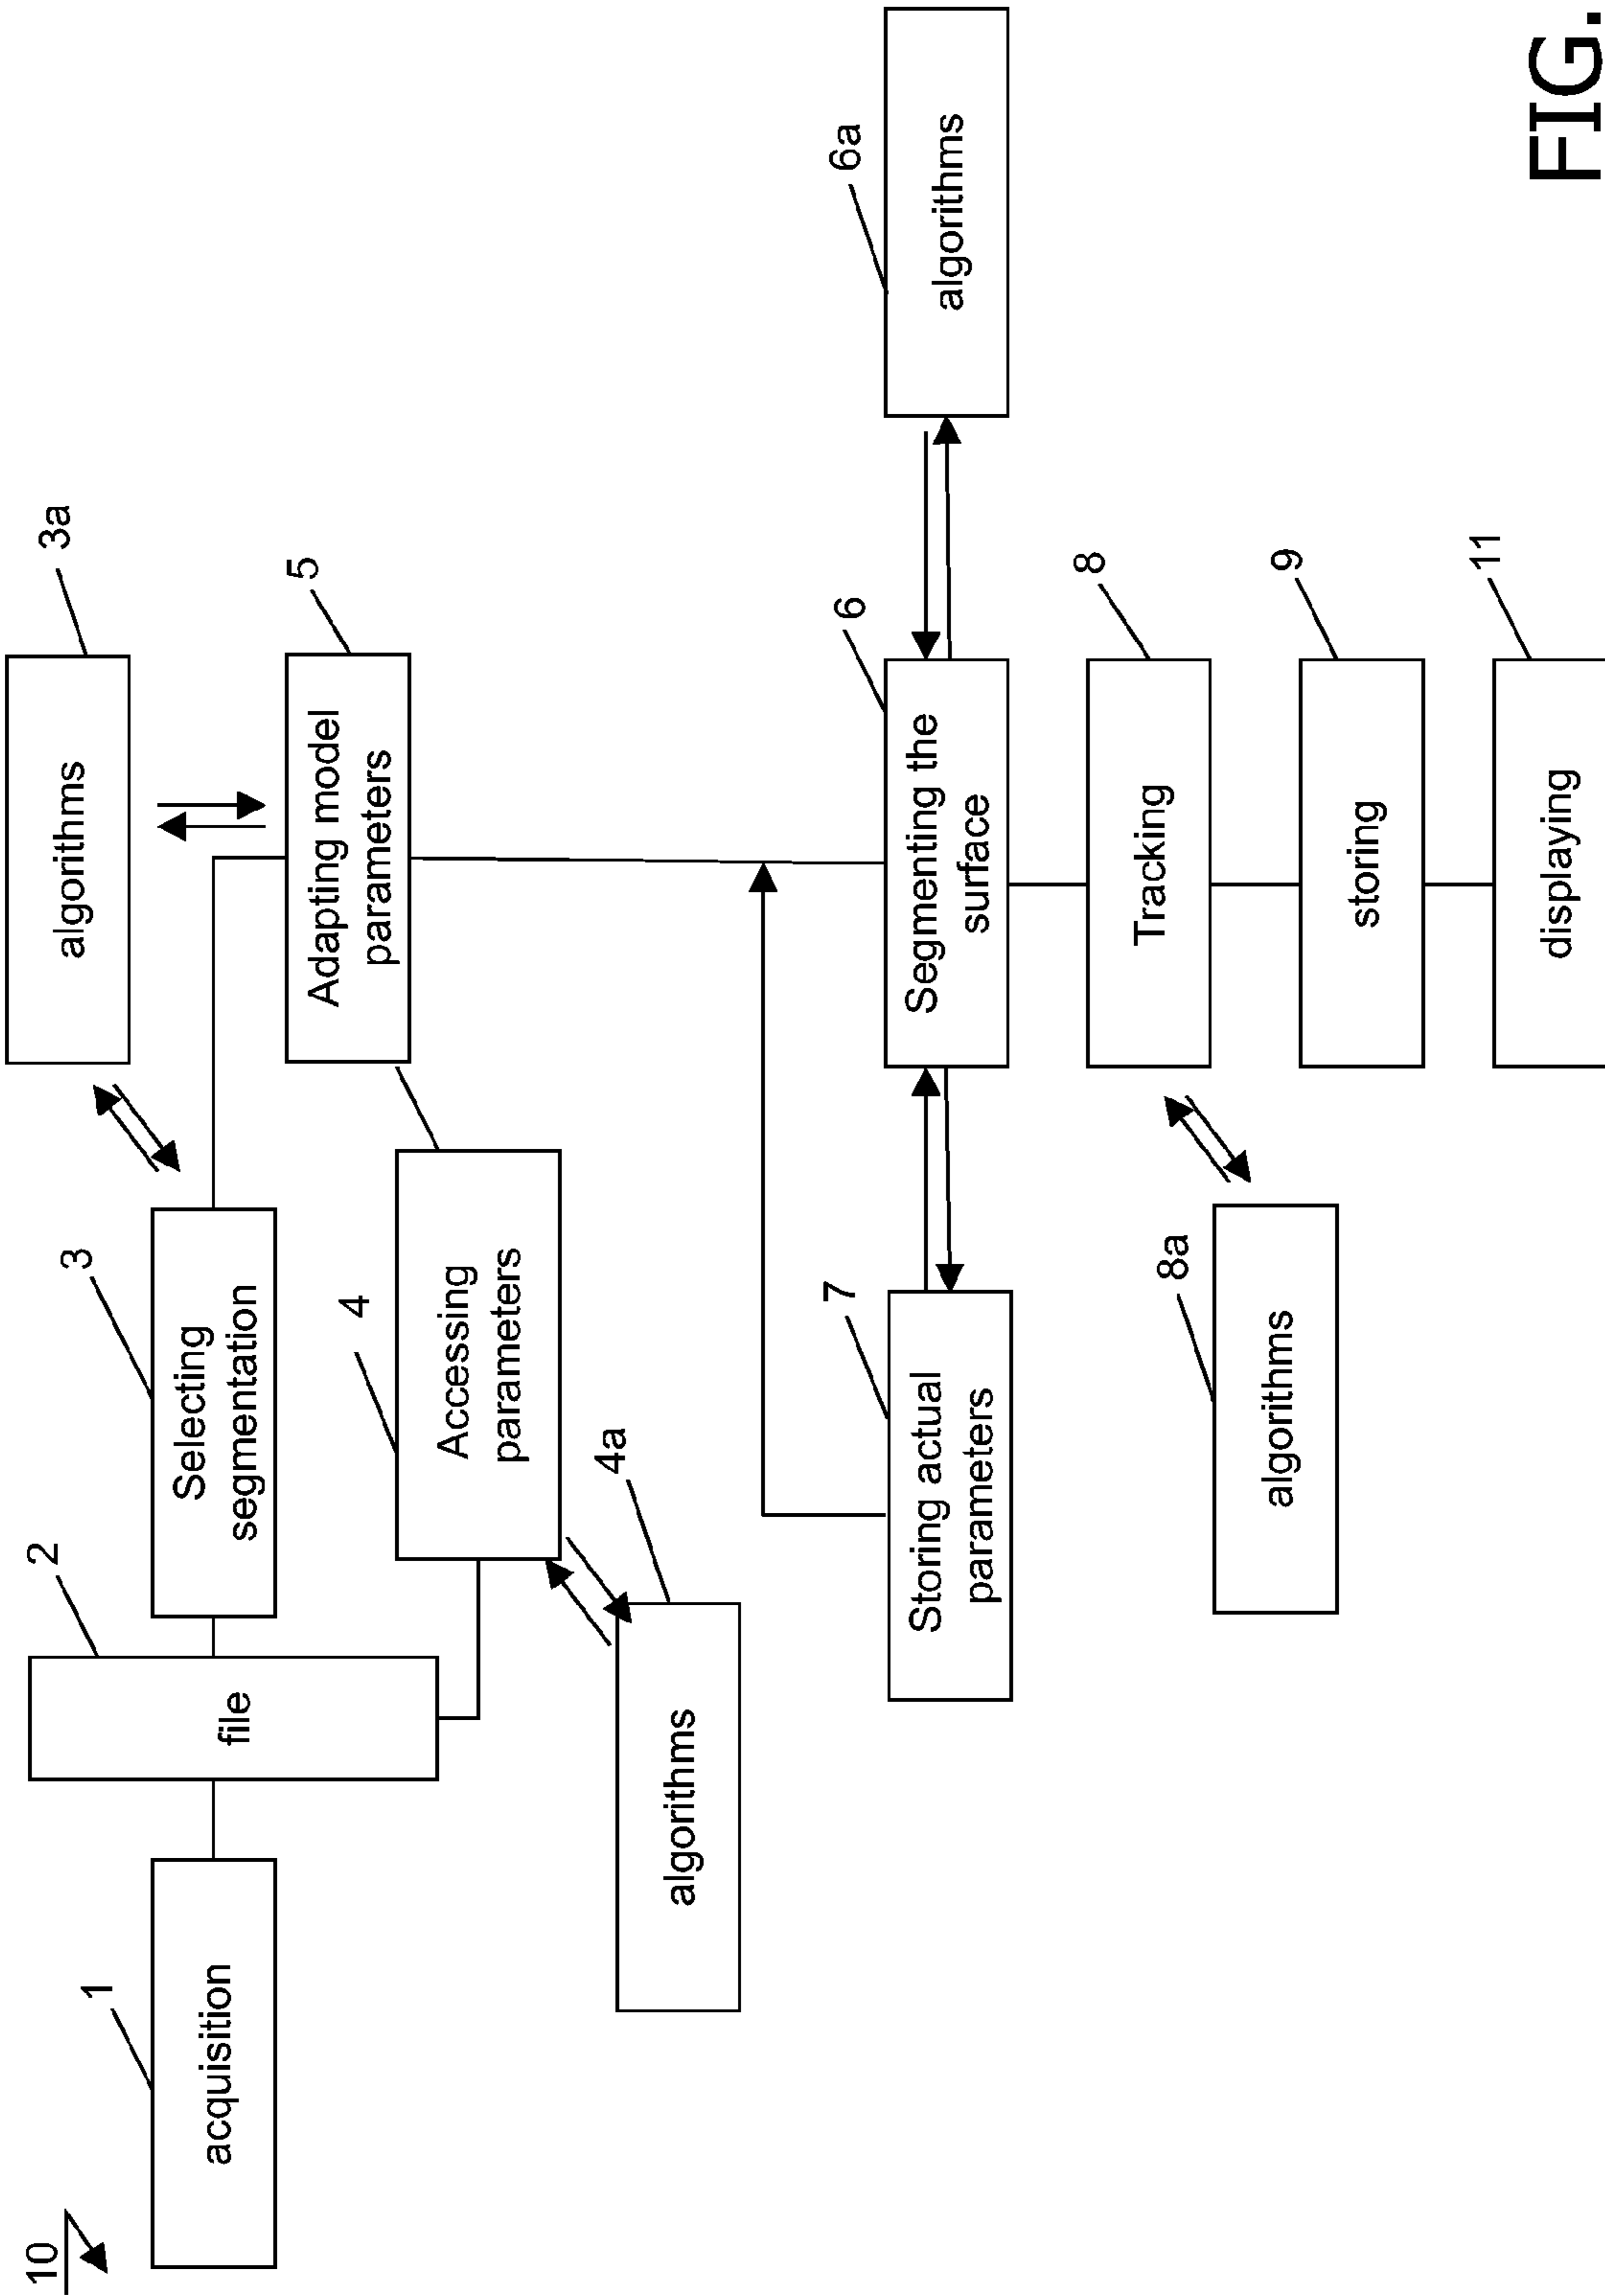 10
1
acquisition
2
file
3
Selecting
segmentation
3a
algorithms
4
Accessing
parameters
4a
algorithms
5
Adapting model
parameters
7
Storing actual
parameters
6
Segmenting the
surface
6a
algorithms
8
Tracking
8a
algorithms
9
storing
11
displaying
FIG.